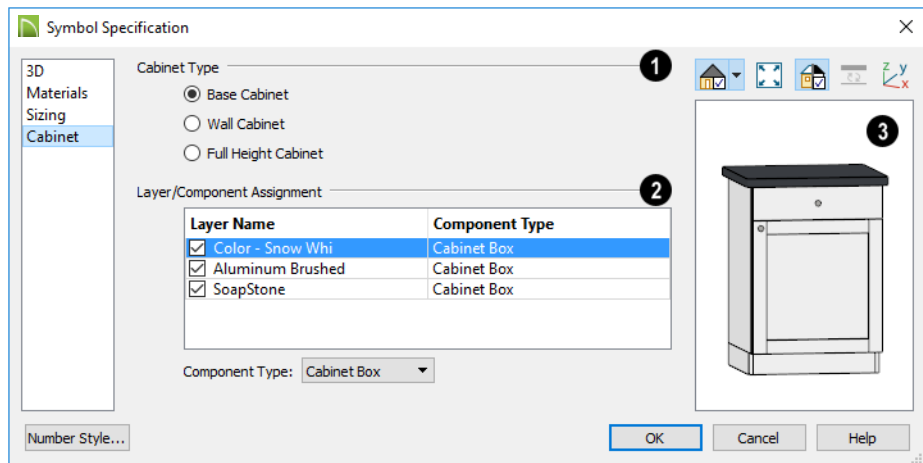 Symbol Specification
3D
Materials
Sizing
Cabinet
Cabinet Type
1
Base Cabinet
Wall Cabinet
Full Height Cabinet
Layer/Component Assignment
2
Layer Name Component Type
Color - Snow Whi Cabinet Box
Aluminum Brushed Cabinet Box
SoapStone Cabinet Box
Component Type: Cabinet Box
z y
x
3
Number Style...
OK
Cancel
Help